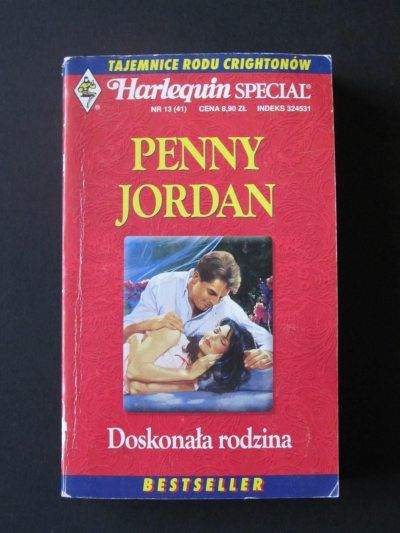 TAJEMNICE RODU CRIGHTONÓW
Harlequin SPECIAL®
NR 13 (41) CENA 8,90 ZŁ INDEKS 324531
PENNY
JORDAN
Doskonała rodzina
BESTSELLER